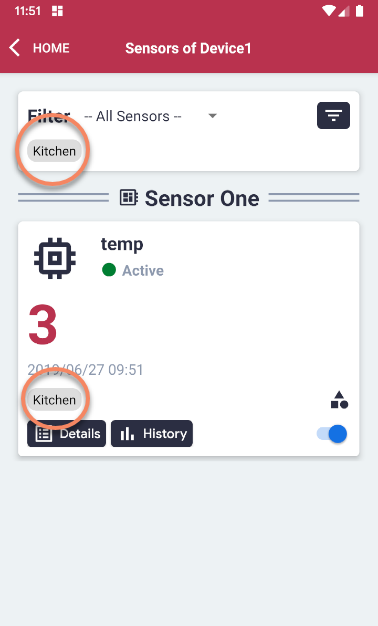 11:51
HOME Sensors of Device1
Filter -- All Sensors --
Kitchen
Sensor One
temp
Active
3
2019/06/27 09:51
Kitchen
Details History